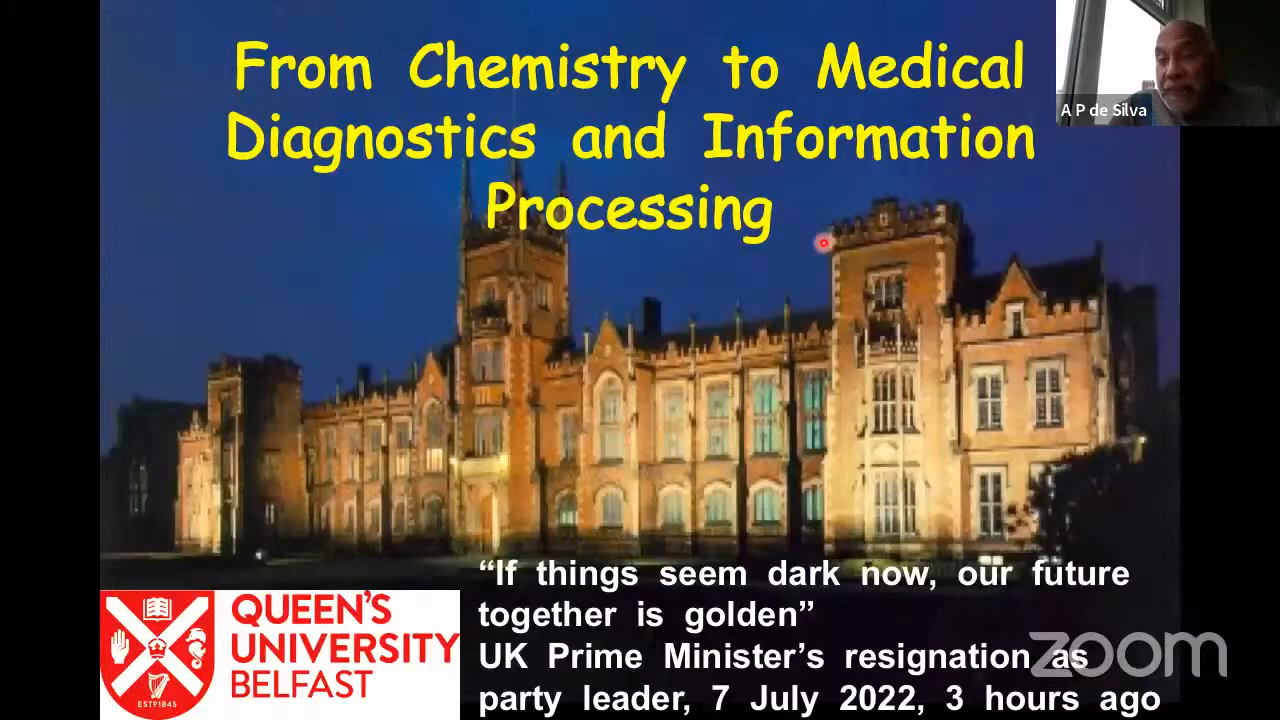 From Chemistry to Medical
Diagnostics and Information
Processing
A P de Silva
QUEEN'S
UNIVERSITY
BELFAST
ESTD1845
“If things seem dark now, our future
together is golden”
UK Prime Minister’s resignation as
party leader, 7 July 2022, 3 hours ago
zoom